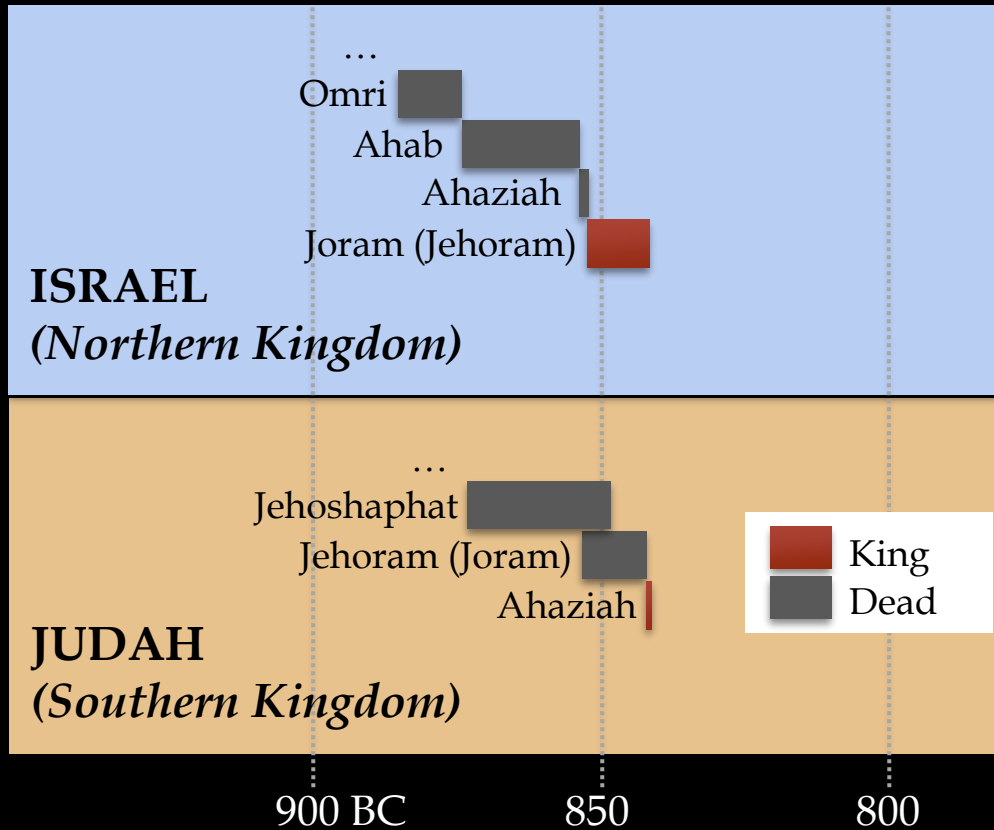 …
Omri
Ahab
Ahaziah
Joram (Jehoram)
ISRAEL
(Northern Kingdom)
…
Jehoshaphat
Jehoram (Joram)
Ahaziah
JUDAH
(Southern Kingdom)
King
Dead
900 BC 850 800